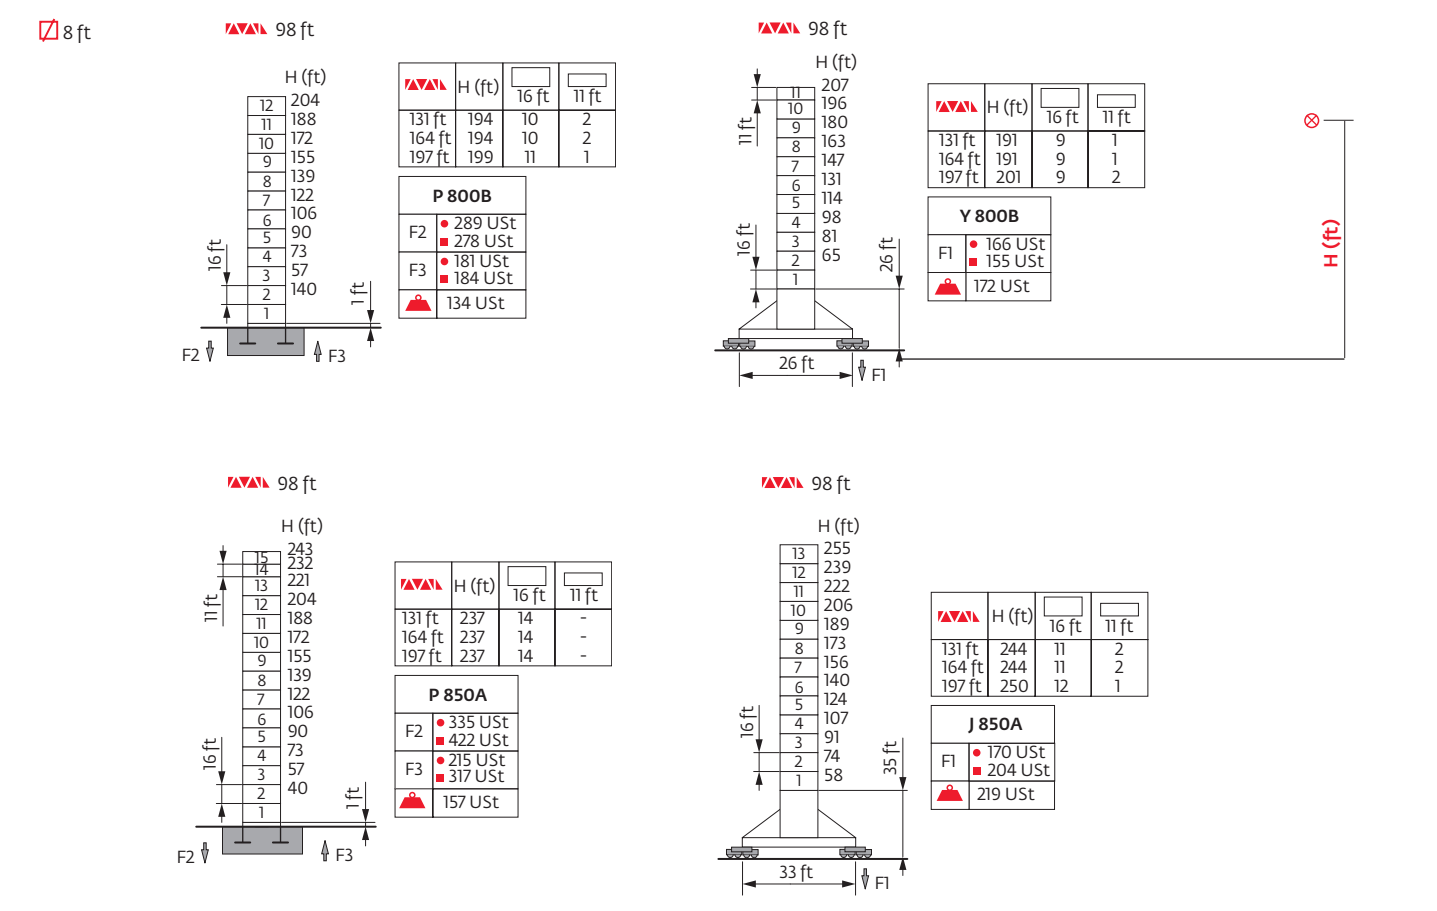 8 ft
98 ft
H (ft)
12 204
11 188
10 172
9 155
8 139
7 122
6 106
5 90
4 73
3 57
2 140
1
16 ft
1 ft
F2
F3
H (ft) 16 ft 11 ft
131 ft 194 10 2
164 ft 194 10 2
197 ft 199 11 1
P 800B
F2 289 USt
278 USt
F3 181 USt
184 USt
134 USt
98 ft
H (ft)
207
11 196
10 180
9 163
8 147
7 131
6 114
5 98
4 81
3 65
2
1
11 ft
16 ft
26 ft
26 ft
F1
H (ft) 16 ft 11 ft
131 ft 191 9 1
164 ft 191 9 1
197 ft 201 9 2
Y 800B
F1 166 USt
155 USt
172 USt
H (ft)
98 ft
H (ft)
15 243
14 232
13 221
12 204
11 188
10 172
9 155
8 139
7 122
6 106
5 90
4 73
3 57
2 40
1
11 ft
16 ft
1 ft
F2
F3
H (ft) 16 ft 11 ft
131 ft 237 14 -
164 ft 237 14 -
197 ft 237 14 -
P 850A
F2 335 USt
422 USt
F3 215 USt
317 USt
157 USt
98 ft
H (ft)
13 255
12 239
11 222
10 206
9 189
8 173
7 156
6 140
5 124
4 107
3 91
2 74
1 58
16 ft
35 ft
33 ft
F1
H (ft) 16 ft 11 ft
131 ft 244 11 2
164 ft 244 11 2
197 ft 250 12 1
J 850A
F1 170 USt
204 USt
219 USt